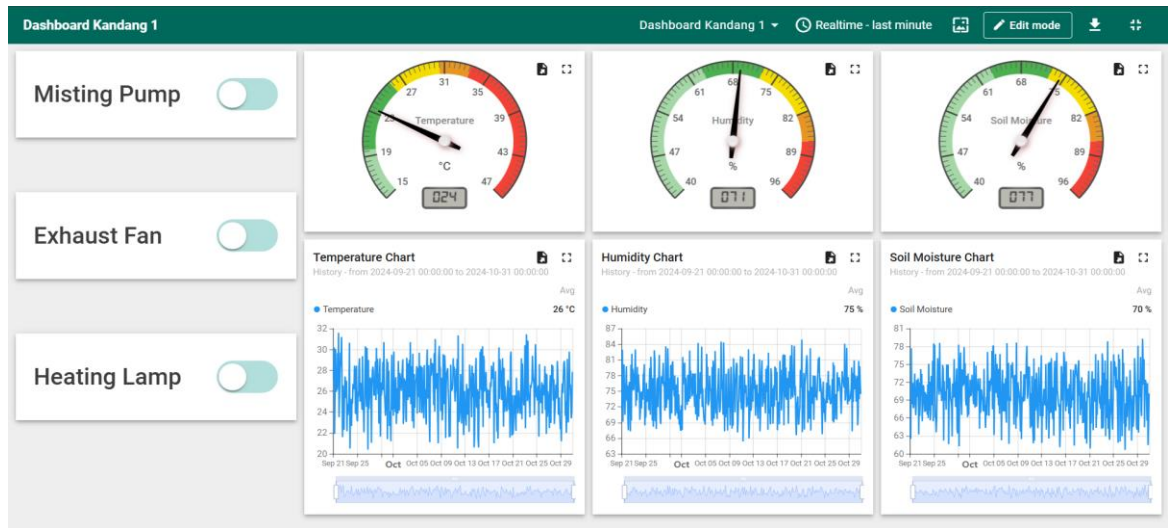 Dashboard Kandang 1
Dashboard Kandang 1
Realtime - last minute
Edit mode
Misting Pump
Exhaust Fan
Heating Lamp
Temperature
°C
15
19
23
27
31
35
39
43
47
024
Humidity
%
40
47
54
61
68
75
82
89
96
071
Soil Moisture
%
40
47
54
61
68
75
82
89
96
077
Temperature Chart
History - from 2024-09-21 00:00:00 to 2024-10-31 00:00:00
Avg
Temperature 26 °C
32
30
28
26
24
22
20
Sep 21 Sep 25 Oct Oct 05 Oct 09 Oct 13 Oct 17 Oct 21 Oct 25 Oct 29
Humidity Chart
History - from 2024-09-21 00:00:00 to 2024-10-31 00:00:00
Avg
Humidity 75 %
87
84
81
78
75
72
69
66
63
Sep 21 Sep 25 Oct Oct 05 Oct 09 Oct 13 Oct 17 Oct 21 Oct 25 Oct 29
Soil Moisture Chart
History - from 2024-09-21 00:00:00 to 2024-10-31 00:00:00
Avg
Soil Moisture 70 %
81
78
75
72
69
66
63
60
Sep 21 Sep 25 Oct Oct 05 Oct 09 Oct 13 Oct 17 Oct 21 Oct 25 Oct 29